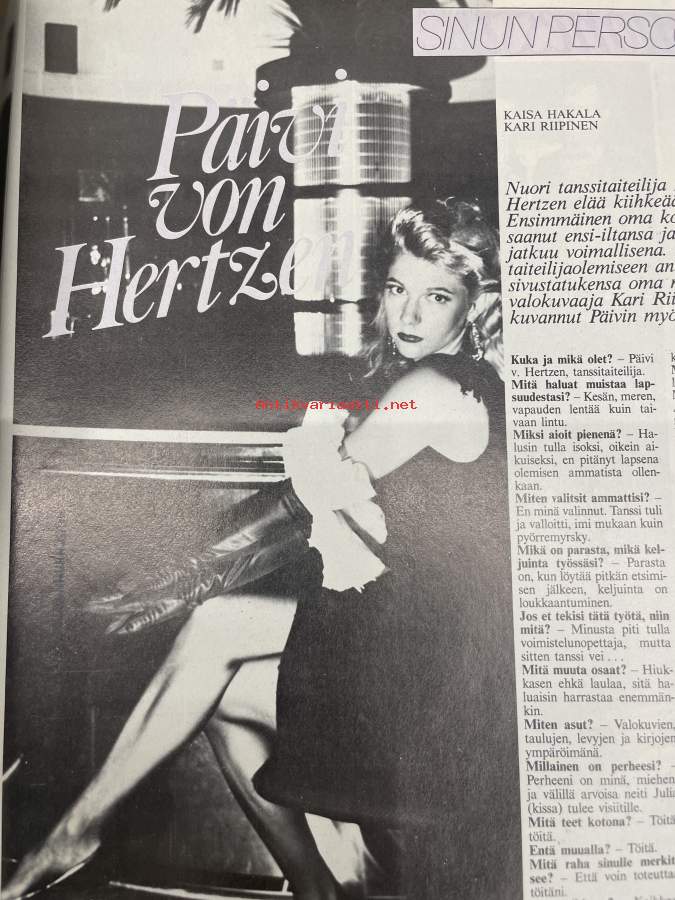 SINUN PERSO
Päivi
von
Hertzen
KAISA HAKALA
KARI RIIPINEN
Nuori tanssitaiteilija
Hertzen elää kiihkeää
Ensimmäinen oma ko
saanut ensi-iltansa ja
jatkuu voimallisena.
taiteilijaolemiseen an
sivustatukensa oma
valokuvaaja Kari Rii
kuvannut Päivin myö
Kuka ja mikä olet? – Päivi
v. Hertzen, tanssitaiteilija.
Mitä haluat muistaa lap-
suudestasi? – Kesän, meren,
vapauden lentää kuin tai-
vaan lintu.
Miksi aioit pienenä? – Ha-
lusin tulla isoksi, oikein ai-
kuiseksi, en pitänyt lapsena
olemisen ammatista ollen-
kaan.
Miten valitsit ammattisi? –
En minä valinnut. Tanssi tuli
ja valloitti, imi mukaan kuin
pyörremyrsky.
Mikä on parasta, mikä kel-
juinta työssäsi? – Parasta
on, kun löytää pitkän etsimi-
sen jälkeen, keljuinta on
loukkaantuminen.
Jos et tekisi tätä työtä, niin
mitä? – Minusta piti tulla
voimistelunopettaja, mutta
sitten tanssi vei . . .
Mitä muuta osaat? – Hiuk-
kasen ehkä laulaa, sitä ha-
luaisin harrastaa enemmän-
kin.
Miten asut? – Valokuvien,
taulujen, levyjen ja kirjojen
ympäröimänä.
Millainen on perheesi? –
Perheeni on minä, miehen
ja välillä arvoisa neiti Julia
(kissa) tulee visiitille.
Mitä teet kotona? – Töitä
töitä.
Entä muualla? – Töitä.
Mitä raha sinulle merkit
see? – Että voin toteutta
töitäni.
antikvariaatti.net